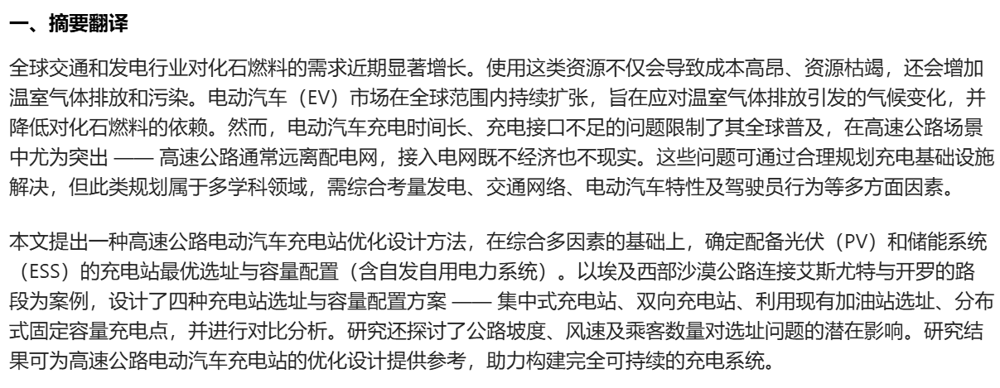 一、摘要翻译
全球交通和发电行业对化石燃料的需求近期显著增长。使用这类资源不仅会导致成本高昂、资源枯竭，还会增加
温室气体排放和污染。电动汽车（EV）市场在全球范围内持续扩张，旨在应对温室气体排放引发的气候变化，并
降低对化石燃料的依赖。然而，电动汽车充电时间长、充电接口不足的问题限制了其全球普及，在高速公路场景
中尤为突出 —— 高速公路通常远离配电网，接入电网既不经济也不现实。这些问题可通过合理规划充电基础设施
解决，但此类规划属于多学科领域，需综合考量发电、交通网络、电动汽车特性及驾驶员行为等多方面因素。
本文提出一种高速公路电动汽车充电站优化设计方法，在综合多因素的基础上，确定配备光伏（PV）和储能系统
（ESS）的充电站最优选址与容量配置（含自发自用电力系统）。以埃及西部沙漠公路连接艾斯尤特与开罗的路
段为案例，设计了四种充电站选址与容量配置方案 —— 集中式充电站、双向充电站、利用现有加油站选址、分布
式固定容量充电点，并进行对比分析。研究还探讨了公路坡度、风速及乘客数量对选址问题的潜在影响。研究结
果可为高速公路电动汽车充电站的优化设计提供参考，助力构建完全可持续的充电系统。